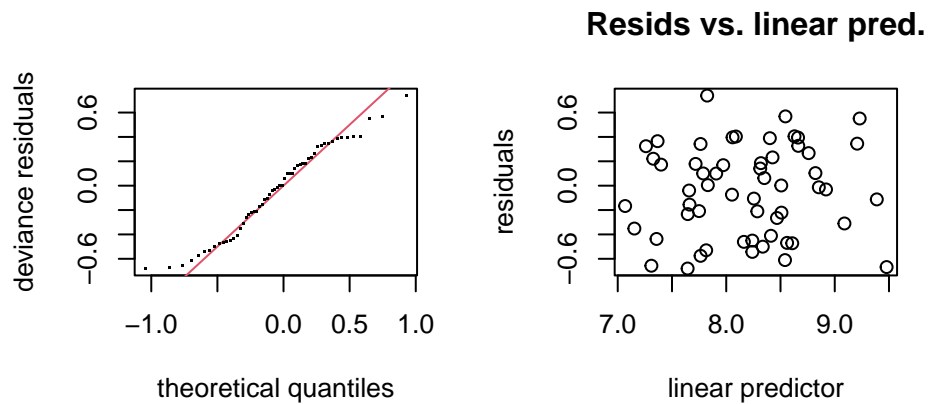 Resids vs. linear pred.
deviance residuals
−0.6 0.0 0.6
−1.0 0.0 0.5 1.0
theoretical quantiles
residuals
−0.6 0.0 0.6
7.0 8.0 9.0
linear predictor